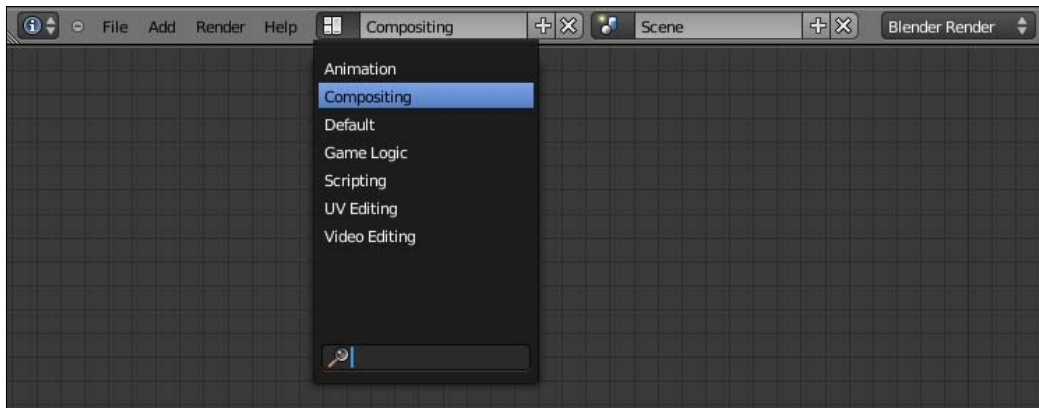 File Add Render Help Compositing Scene Blender Render
Animation
Compositing
Default
Game Logic
Scripting
UV Editing
Video Editing